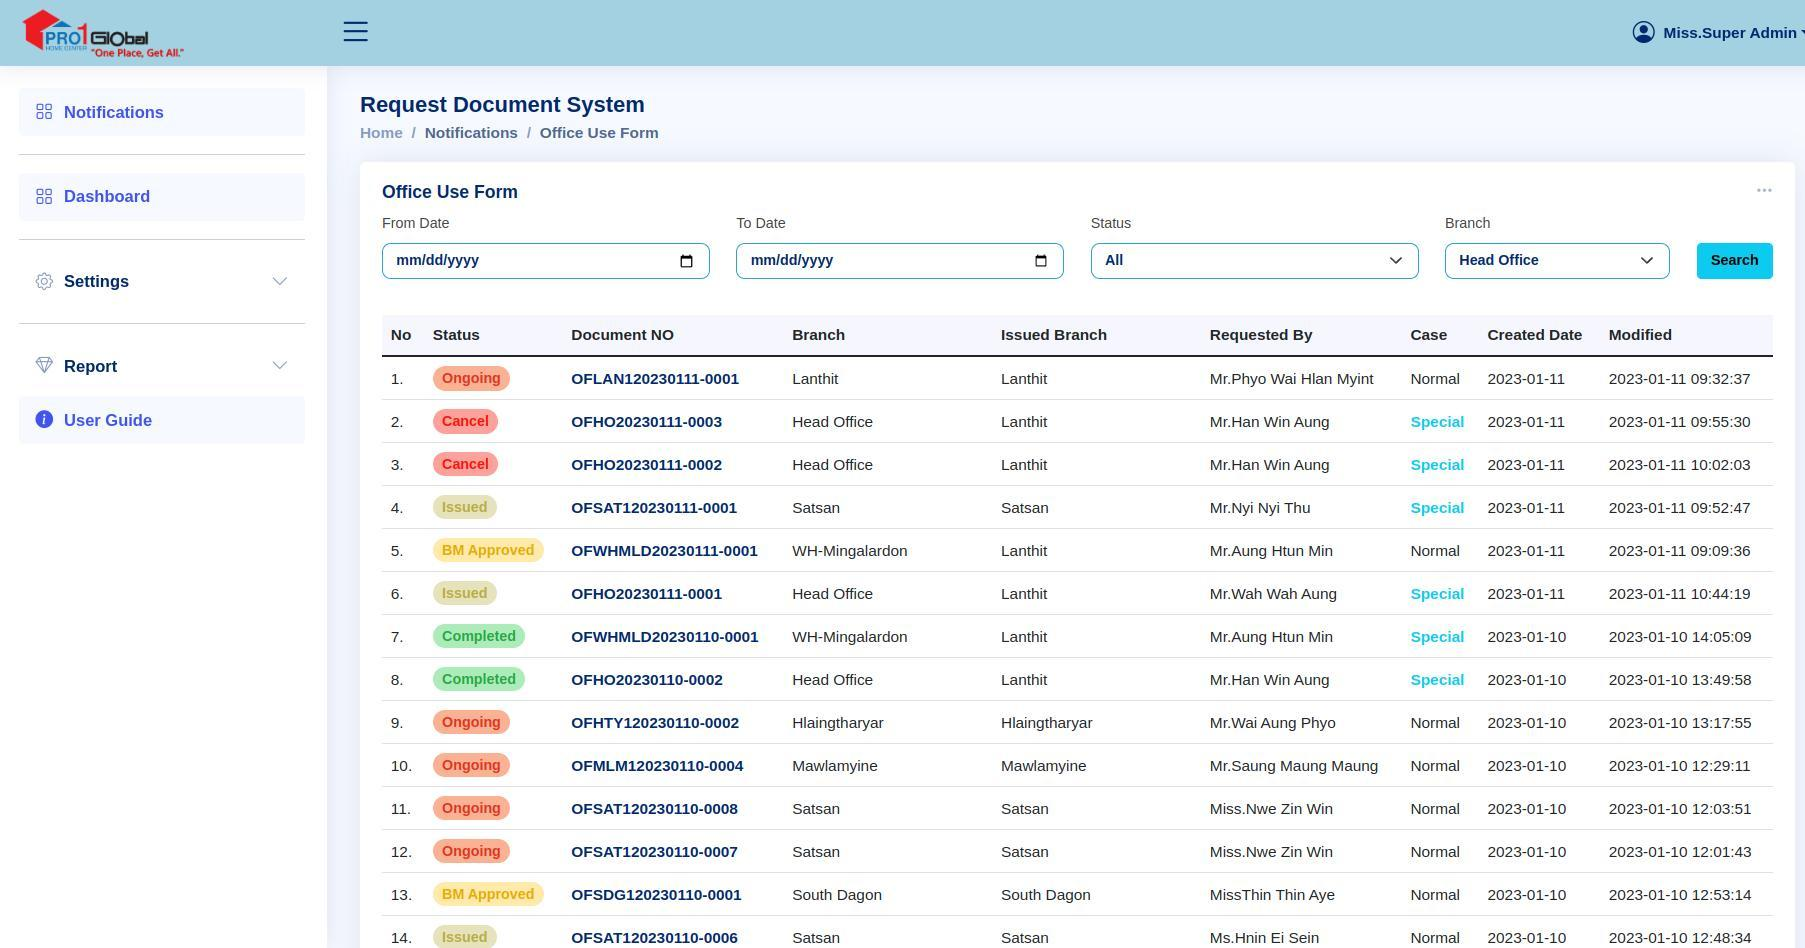 PRO1 Global
HOME CENTER
"One Place, Get All."
Miss.Super Admin
Notifications
Dashboard
Settings
Report
User Guide
Request Document System
Home / Notifications / Office Use Form
Office Use Form
From Date To Date Status Branch
mm/dd/yyyy mm/dd/yyyy All Head Office Search
No Status Document NO Branch Issued Branch Requested By Case Created Date Modified
1. Ongoing OFLAN120230111-0001 Lanthit Lanthit Mr.Phyo Wai Hlan Myint Normal 2023-01-11 2023-01-11 09:32:37
2. Cancel OFHO20230111-0003 Head Office Lanthit Mr.Han Win Aung Special 2023-01-11 2023-01-11 09:55:30
3. Cancel OFHO20230111-0002 Head Office Lanthit Mr.Han Win Aung Special 2023-01-11 2023-01-11 10:02:03
4. Issued OFSAT120230111-0001 Satsan Satsan Mr.Nyi Nyi Thu Special 2023-01-11 2023-01-11 09:52:47
5. BM Approved OFWHMLD20230111-0001 WH-Mingalardon Lanthit Mr.Aung Htun Min Normal 2023-01-11 2023-01-11 09:09:36
6. Issued OFHO20230111-0001 Head Office Lanthit Mr.Wah Wah Aung Special 2023-01-11 2023-01-11 10:44:19
7. Completed OFWHMLD20230110-0001 WH-Mingalardon Lanthit Mr.Aung Htun Min Special 2023-01-10 2023-01-10 14:05:09
8. Completed OFHO20230110-0002 Head Office Lanthit Mr.Han Win Aung Special 2023-01-10 2023-01-10 13:49:58
9. Ongoing OFHTY120230110-0002 Hlaingtharyar Hlaingtharyar Mr.Wai Aung Phyo Normal 2023-01-10 2023-01-10 13:17:55
10. Ongoing OFMLM120230110-0004 Mawlamyine Mawlamyine Mr.Saung Maung Maung Normal 2023-01-10 2023-01-10 12:29:11
11. Ongoing OFSAT120230110-0008 Satsan Satsan Miss.Nwe Zin Win Normal 2023-01-10 2023-01-10 12:03:51
12. Ongoing OFSAT120230110-0007 Satsan Satsan Miss.Nwe Zin Win Normal 2023-01-10 2023-01-10 12:01:43
13. BM Approved OFSDG120230110-0001 South Dagon South Dagon MissThin Thin Aye Normal 2023-01-10 2023-01-10 12:53:14
14. Issued OFSAT120230110-0006 Satsan Satsan Ms.Hnin Ei Sein Normal 2023-01-10 2023-01-10 12:48:34